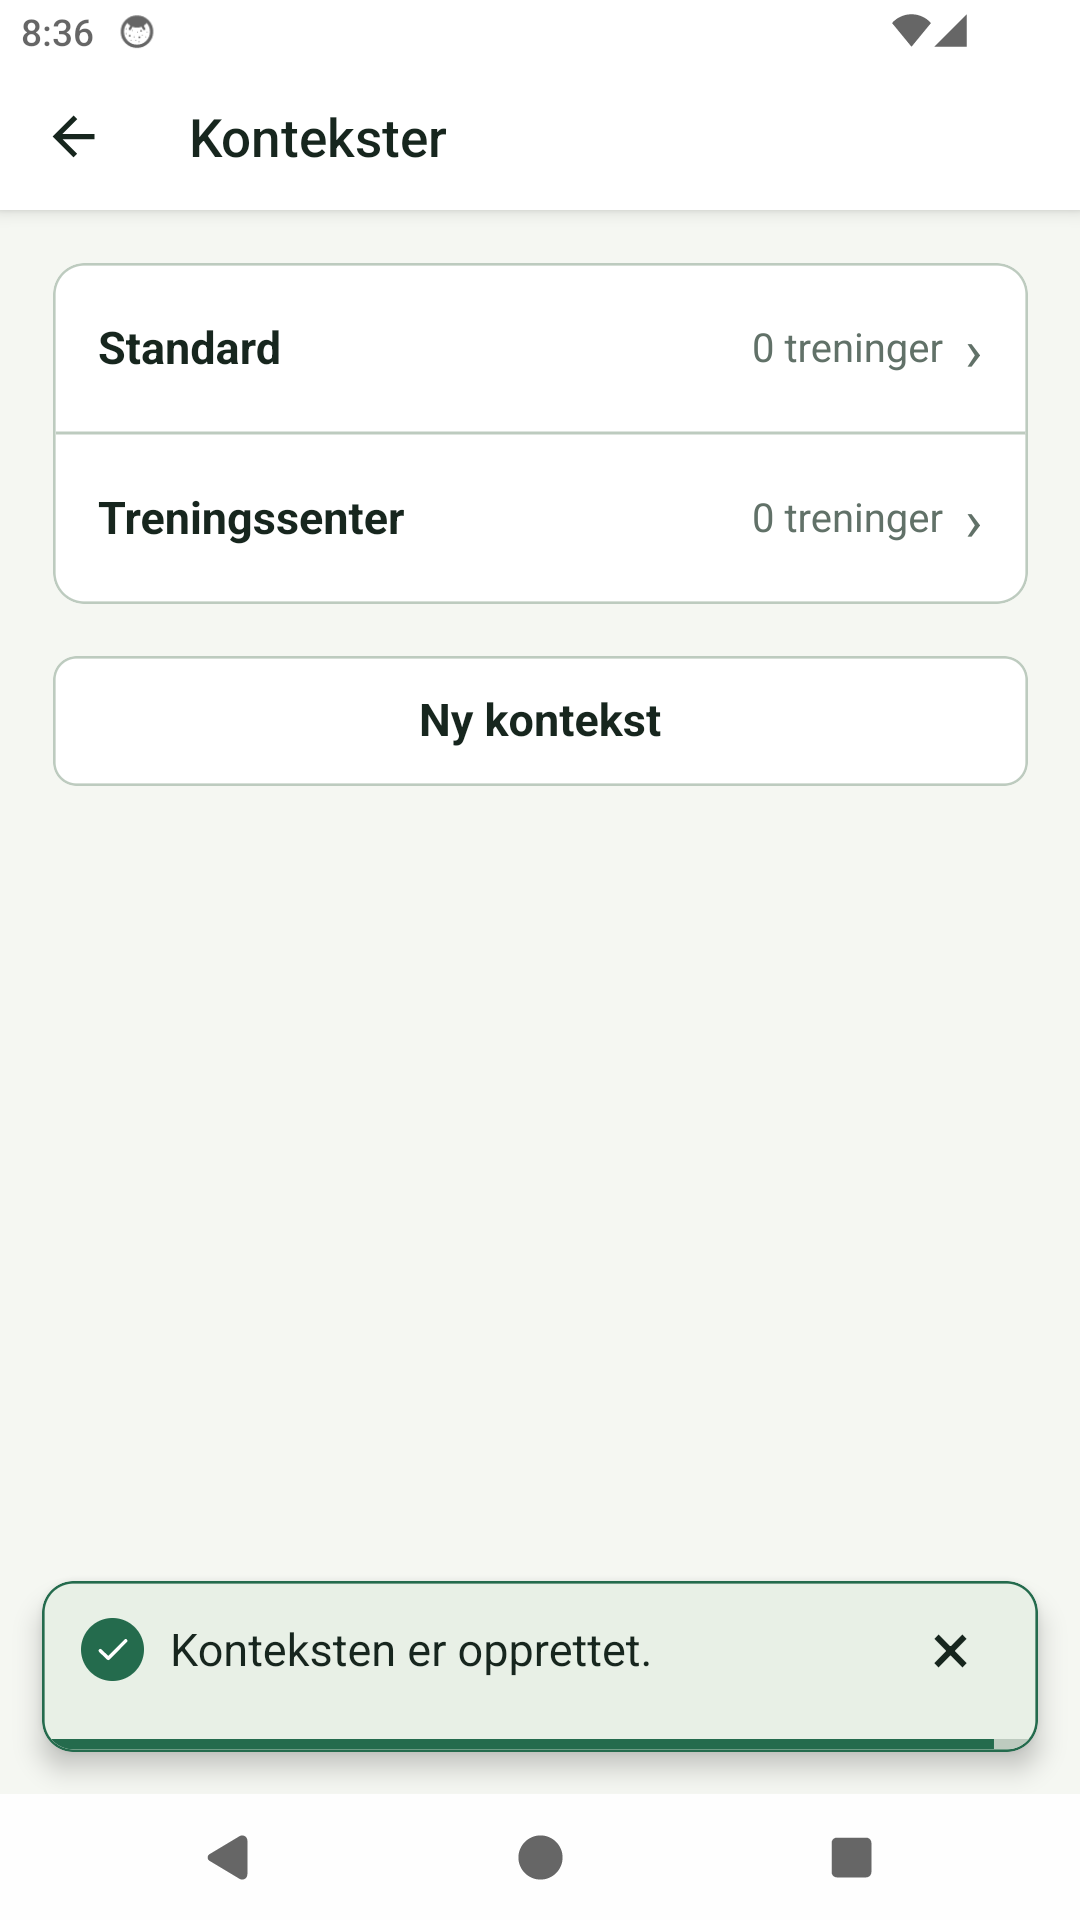 8:36
Kontekster
Standard
0 treninger ›
Treningssenter
0 treninger ›
Ny kontekst
Konteksten er opprettet.